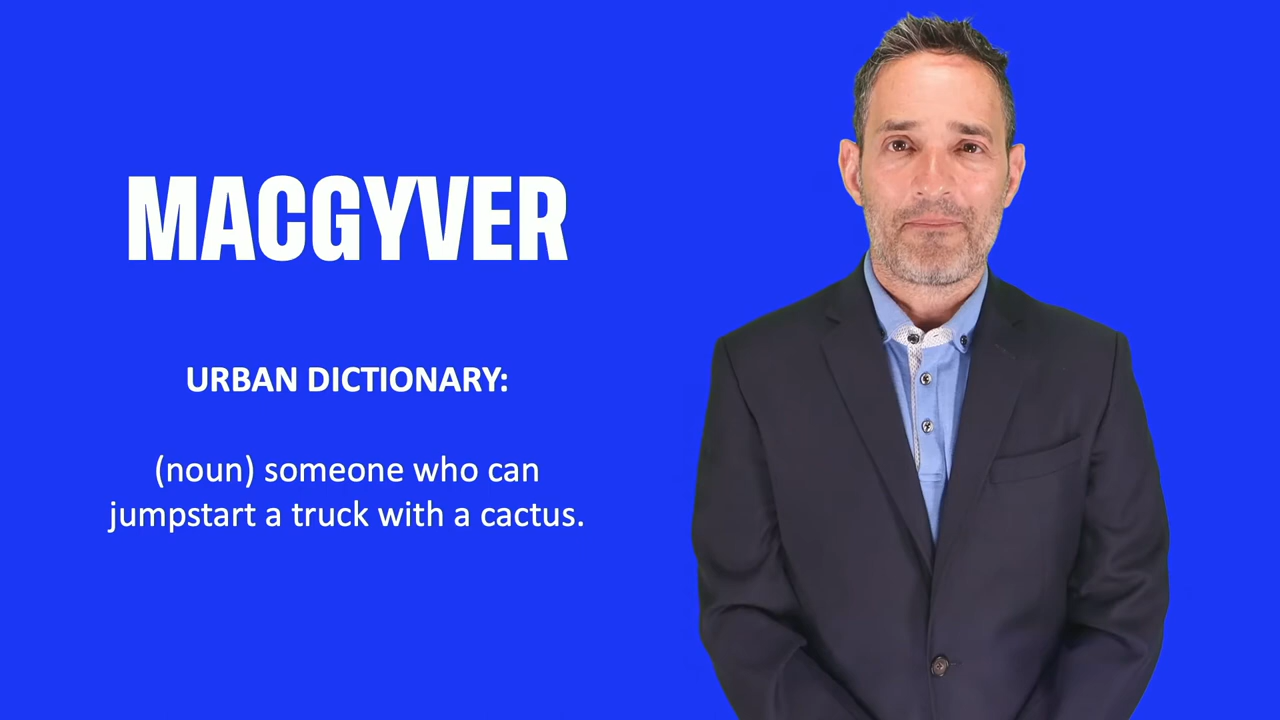 MACGYVER
URBAN DICTIONARY:
(noun) someone who can
jumpstart a truck with a cactus.